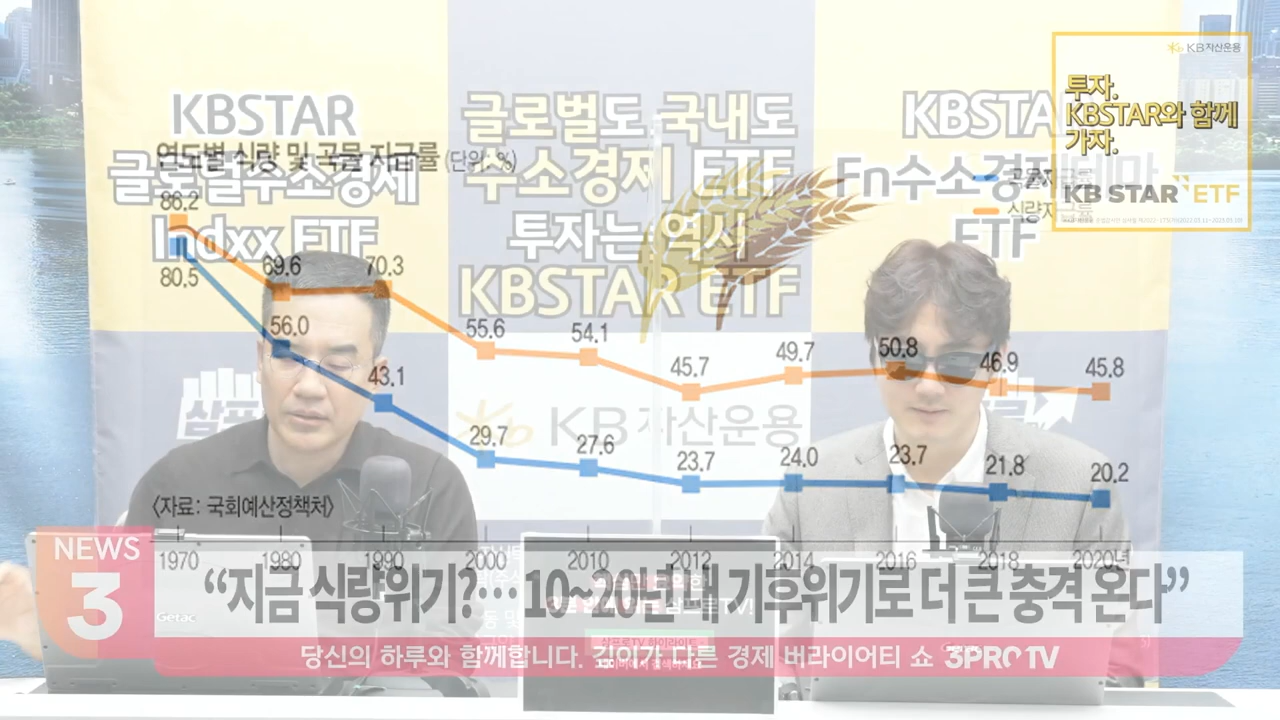 KB자산운용
투자.
KBSTAR와 함께
가자.
KB STAR ETF
KBSTAR
글로벌수소경제
Indxx ETF
글로벌도 국내도
수소경제 ETF
투자는 역시
KBSTAR ETF
Fn수소경제테마
ETF
연도별 식량 및 곡물 자급률 (단위: %)
곡물자급률
식량자급률
86.2 69.6 70.3 55.6 54.1 45.7 49.7 50.8 46.9 45.8
80.5 56.0 43.1 29.7 27.6 23.7 24.0 23.7 21.8 20.2
KB자산운용
〈자료: 국회예산정책처〉
1970 1980 1990 2000 2010 2012 2014 2016 2018 2020년
NEWS
3
“지금 식량위기?… 10~20년 내 기후위기로 더 큰 충격 온다”
Getac
당신의 하루와 함께합니다. 깊이가 다른 경제 버라이어티 쇼 3PROTV